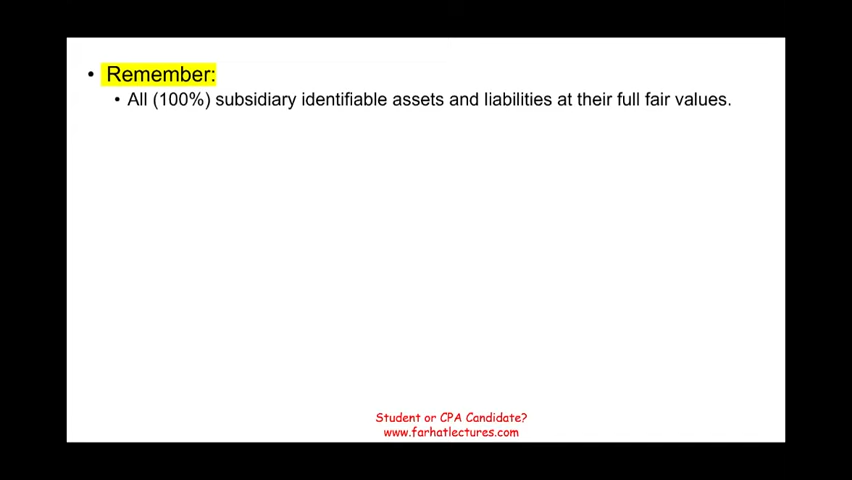 • Remember:
• All (100%) subsidiary identifiable assets and liabilities at their full fair values.
Student or CPA Candidate?
www.farhatlectures.com